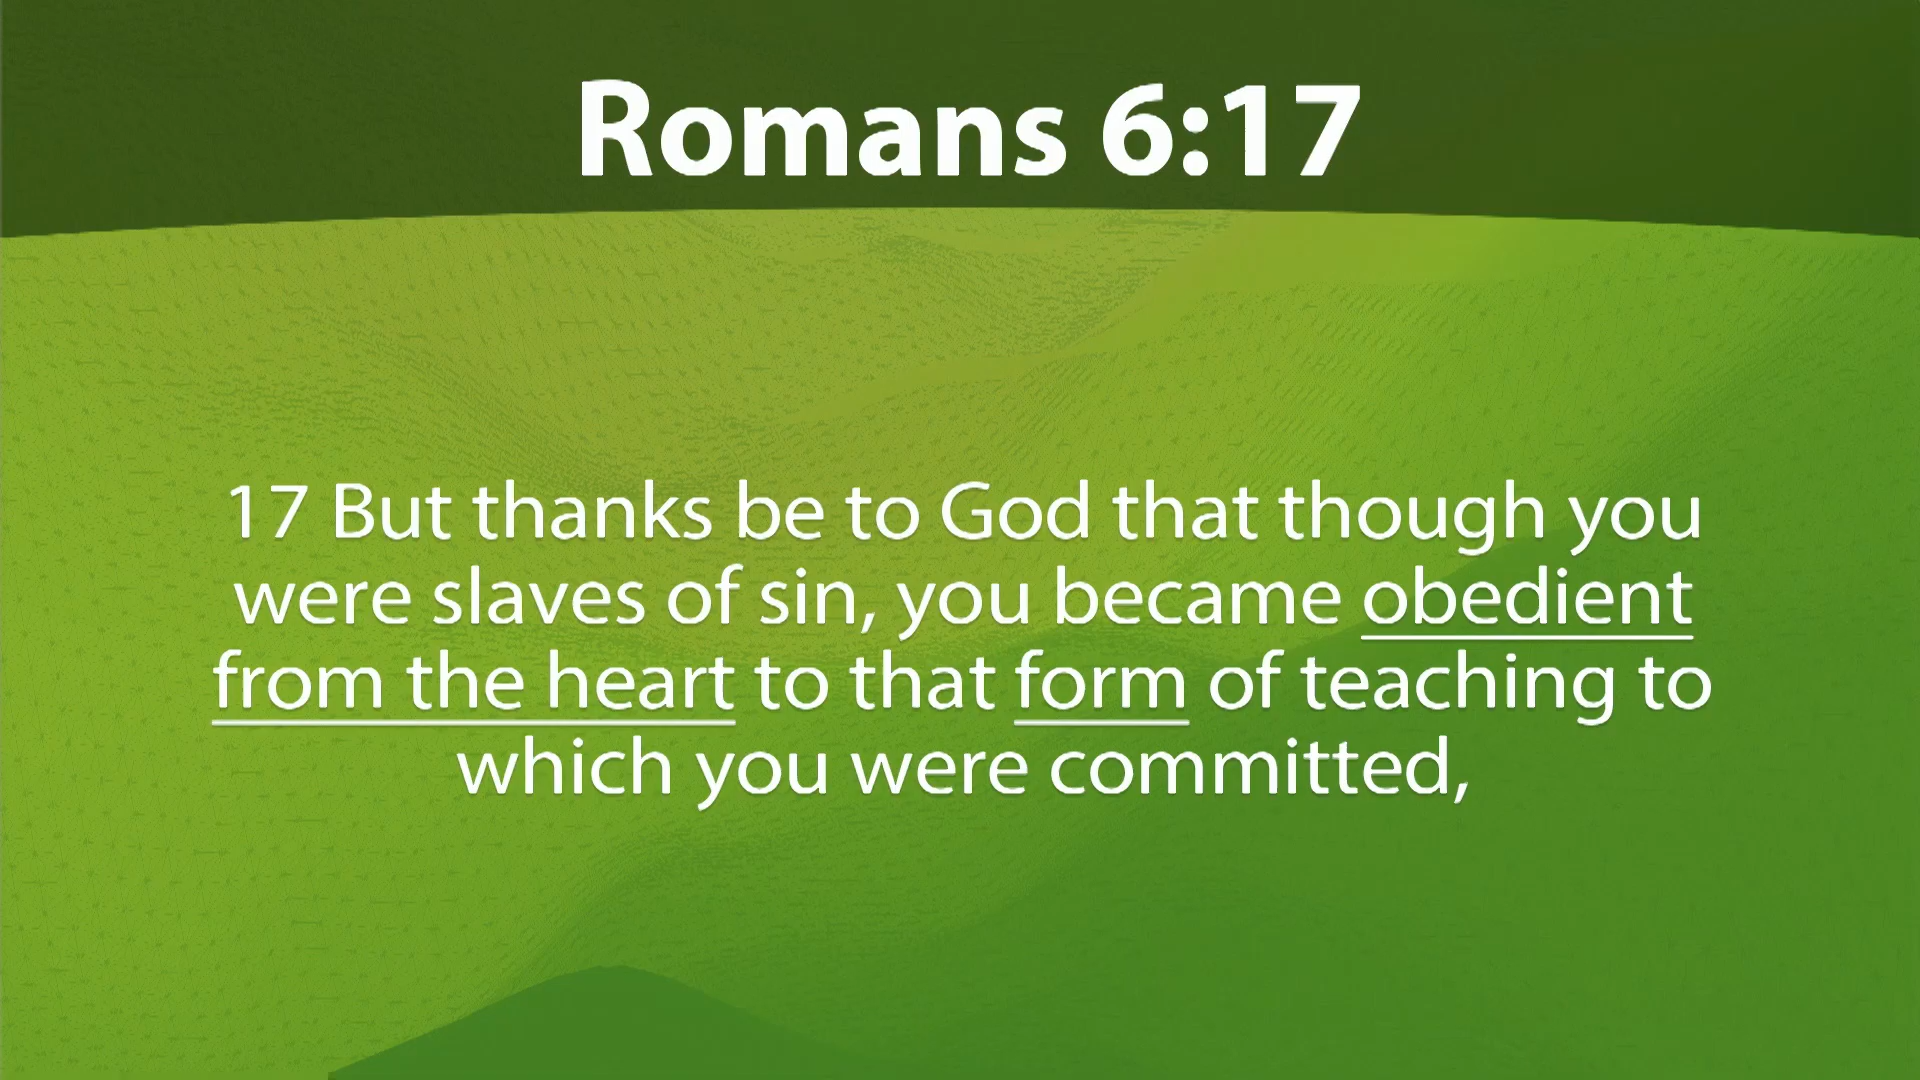 Romans 6:17
17 But thanks be to God that though you
were slaves of sin, you became obedient
from the heart to that form of teaching to
which you were committed,